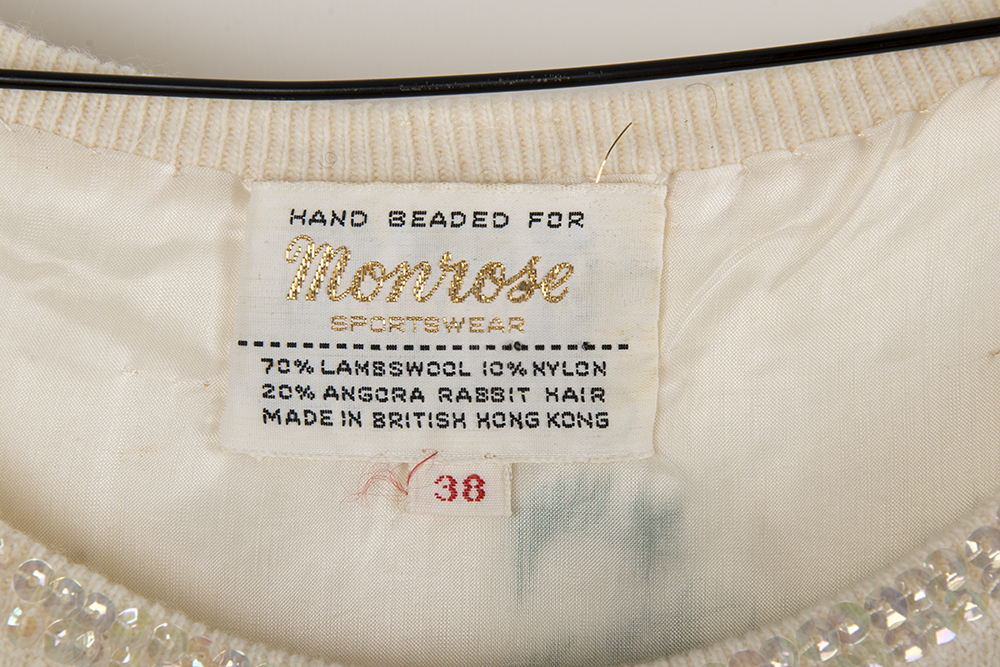 HAND BEADED FOR
Monrose
SPORTSWEAR
70% LAMBSWOOL 10% NYLON
20% ANGORA RABBIT HAIR
MADE IN BRITISH HONG KONG
38